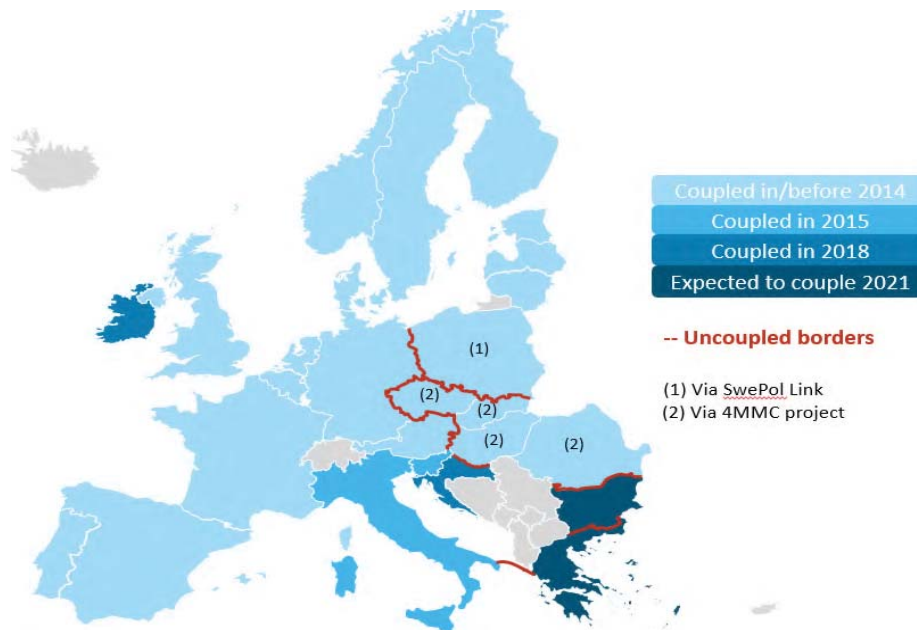 Coupled in/before 2014
Coupled in 2015
Coupled in 2018
Expected to couple 2021
-- Uncoupled borders
(1) Via SwePol Link
(2) Via 4MMC project
(1)
(2)
(2)
(2)
(2)